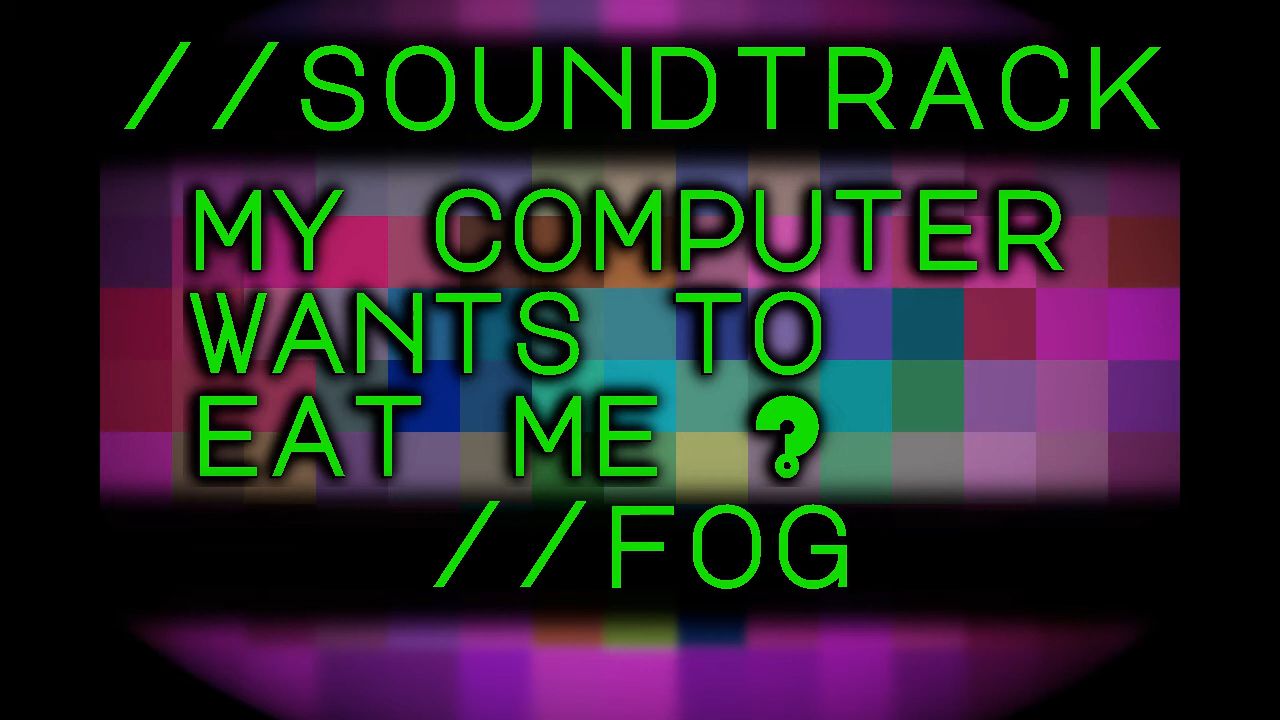 //SOUNDTRACK
MY COMPUTER
WANTS TO
EAT ME ?
//FOG